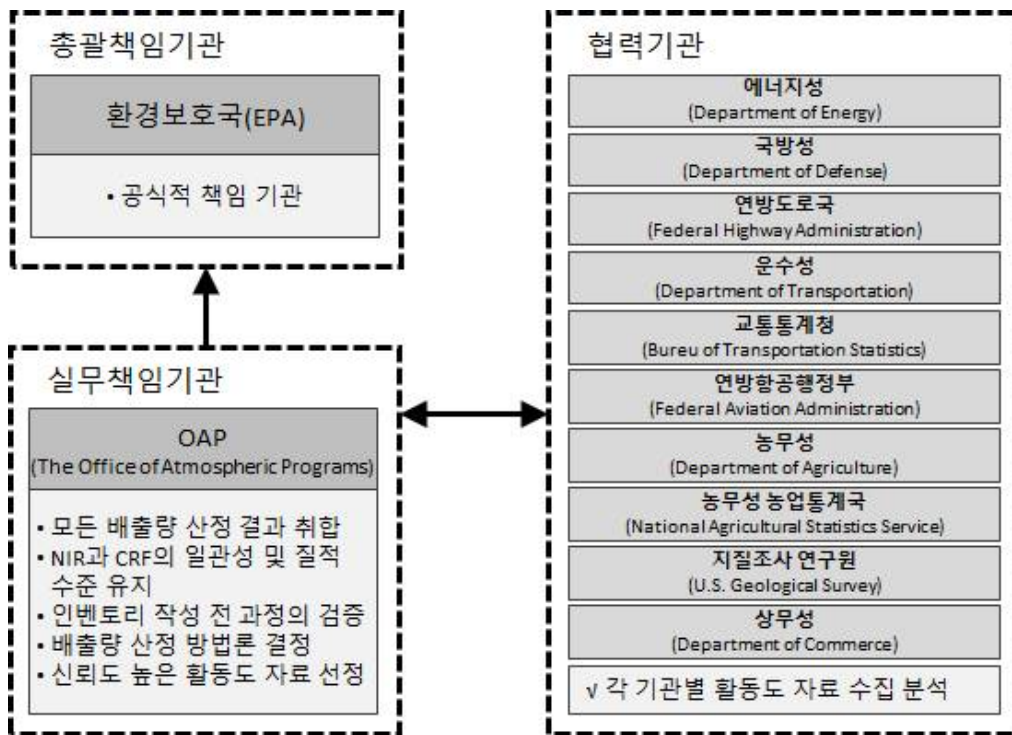 총괄책임기관
환경보호국(EPA)
• 공식적 책임 기관
실무책임기관
OAP
(The Office of Atmospheric Programs)
• 모든 배출량 산정 결과 취합
• NIR과 CRF의 일관성 및 질적
수준 유지
• 인벤토리 작성 전 과정의 검증
• 배출량 산정 방법론 결정
• 신뢰도 높은 활동도 자료 선정
협력기관
에너지성
(Department of Energy)
국방성
(Department of Defense)
연방도로국
(Federal Highway Administration)
운수성
(Department of Transportation)
교통통계청
(Bureu of Transportation Statistics)
연방항공행정부
(Federal Aviation Administration)
농무성
(Department of Agriculture)
농무성 농업통계국
(National Agricultural Statistics Service)
지질조사 연구원
(U.S. Geological Survey)
상무성
(Department of Commerce)
√ 각 기관별 활동도 자료 수집 분석